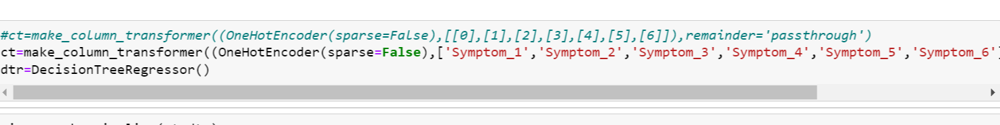 #ct=make_column_transformer((OneHotEncoder(sparse=False),[[0],[1],[2],[3],[4],[5],[6]]),remainder='passthrough')
ct=make_column_transformer((OneHotEncoder(sparse=False),['Symptom_1','Symptom_2','Symptom_3','Symptom_4','Symptom_5','Symptom_6'
dtr=DecisionTreeRegressor()